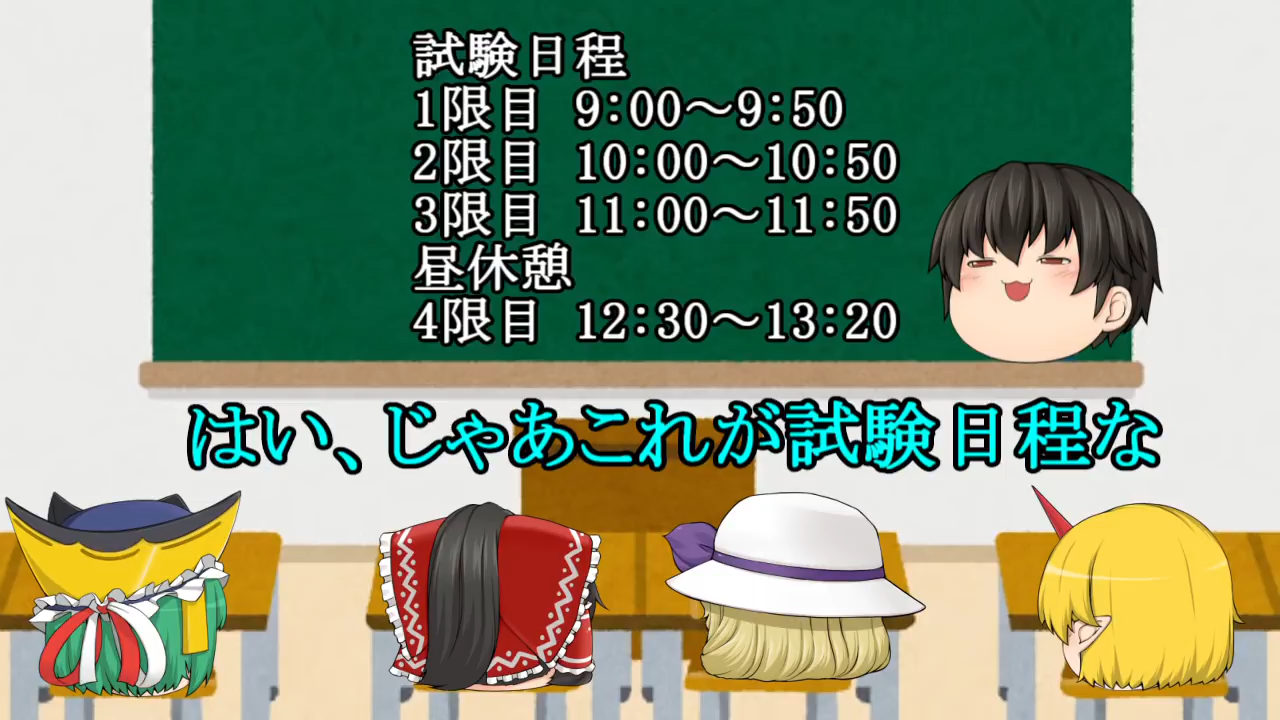 試験日程
1限目 9:00～9:50
2限目 10:00～10:50
3限目 11:00～11:50
昼休憩
4限目 12:30～13:20
はい、じゃあこれが試験日程な